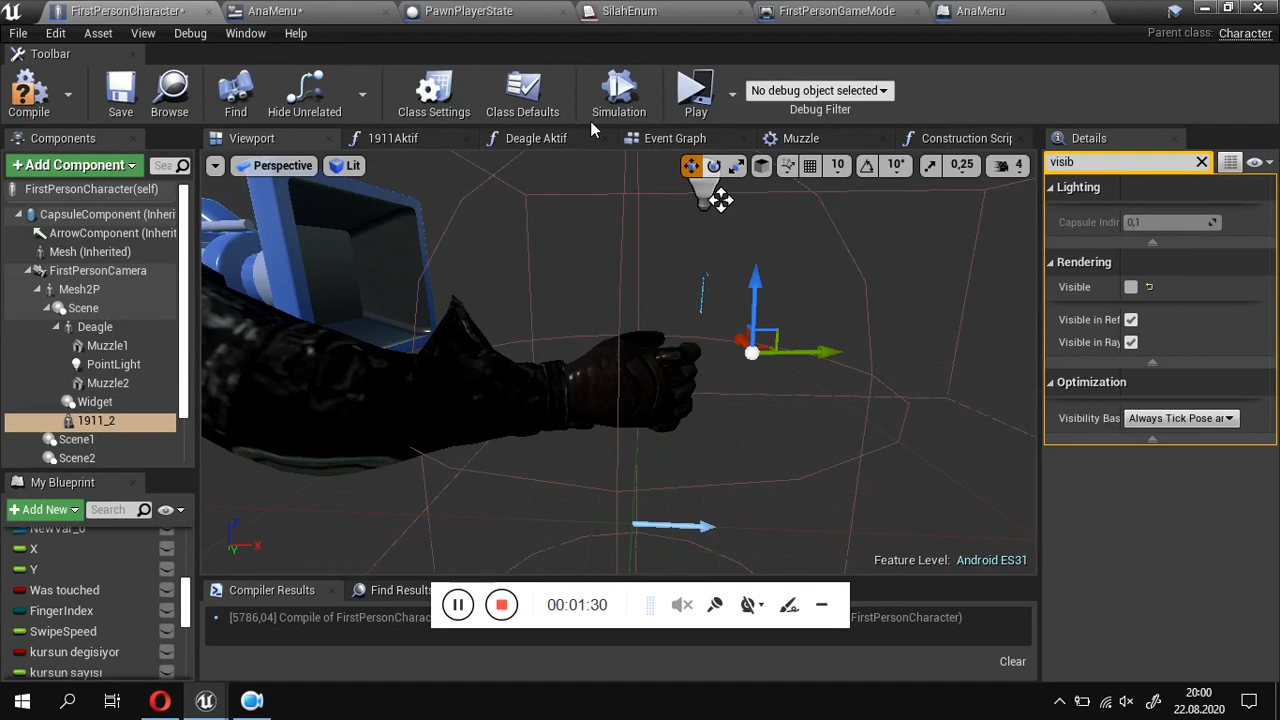 FirstPersonCharacter*
AnaMenu*
PawnPlayerState
SilahEnum
FirstPersonGameMode
AnaMenu
File
Edit
Asset
View
Debug
Window
Help
Parent class: Character
Toolbar
Compile
Save
Browse
Find
Hide Unrelated
Class Settings
Class Defaults
Simulation
Play
No debug object selected
Debug Filter
Components
Viewport
1911Aktif
Deagle Aktif
Event Graph
Muzzle
Construction Scrip
Details
+ Add Component
Sea
Perspective
Lit
10
10°
0,25
4
visib
FirstPersonCharacter(self)
CapsuleComponent (Inherit
ArrowComponent (Inherit
Mesh (Inherited)
FirstPersonCamera
Mesh2P
Scene
Deagle
Muzzle1
PointLight
Muzzle2
Widget
1911_2
Scene1
Scene2
Lighting
Capsule Indir
0,1
Rendering
Visible
Visible in Ref
Visible in Ray
Optimization
Visibility Bas
Always Tick Pose ar
My Blueprint
+ Add New
Search
NewVar_0
X
Y
Was touched
FingerIndex
SwipeSpeed
kursun degisiyor
kursun sayısı
Z
X
Y
Feature Level: Android ES31
Compiler Results
Find Results
00:01:30
[5786,04] Compile of FirstPersonCharac
FirstPersonCharacter)
Clear
20:00
22.08.2020